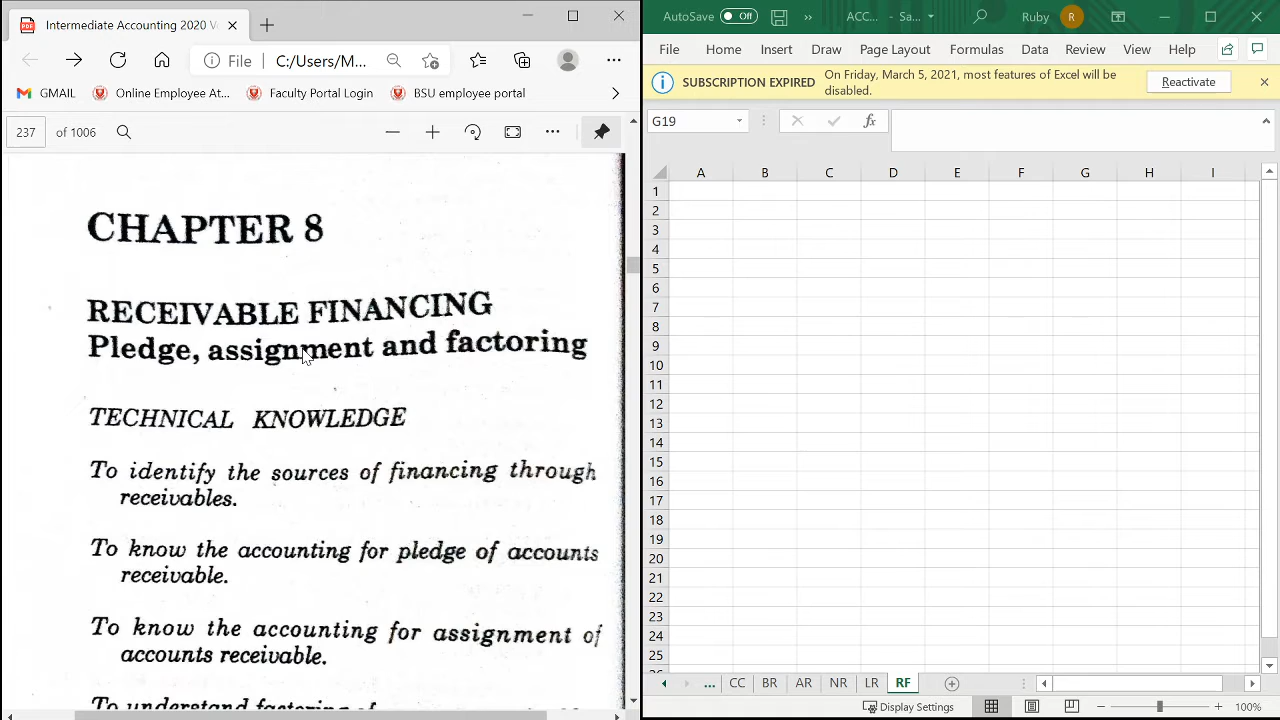 Intermediate Accounting 2020 V
File C:/Users/M...
GMAIL Online Employee At... Faculty Portal Login BSU employee portal
237 of 1006
CHAPTER 8
RECEIVABLE FINANCING
Pledge, assignment and factoring
TECHNICAL KNOWLEDGE
To identify the sources of financing through
receivables.
To know the accounting for pledge of accounts
receivable.
To know the accounting for assignment of
accounts receivable.
To understand factoring of
AutoSave Off ACC... - Sa... Ruby R
File Home Insert Draw Page Layout Formulas Data Review View Help
SUBSCRIPTION EXPIRED On Friday, March 5, 2021, most features of Excel will be
disabled.
Reactivate
G19 fx
A B C D E F G H I
1
2
3
4
5
6
7
8
9
10
11
12
13
14
15
16
17
18
19
20
21
22
23
24
25
... CC BR AR NR LR RF
Display Settings 100%